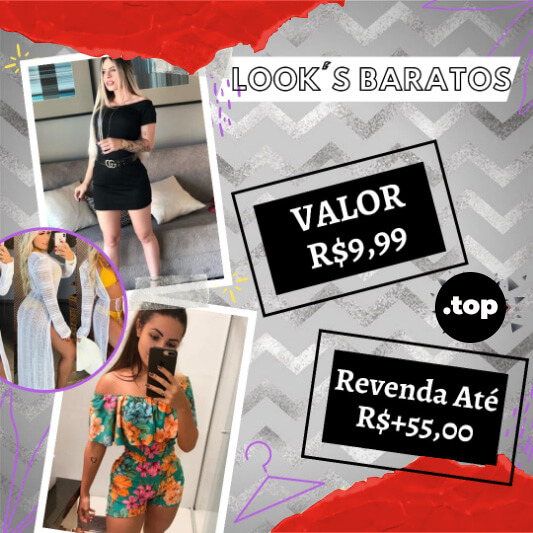 LOOK´S BARATOS
VALOR
R$9,99
.top
Revenda Até
R$+55,00